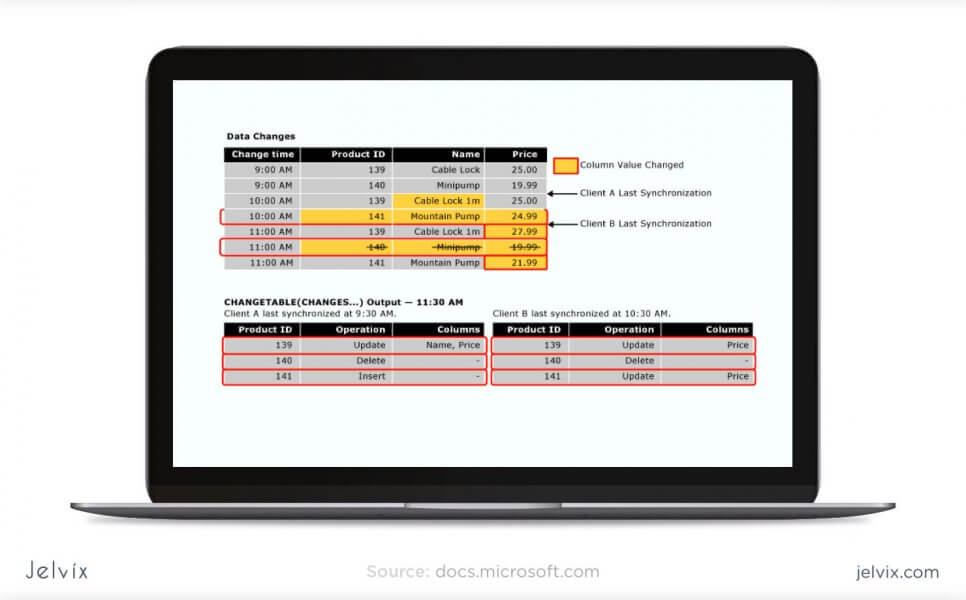 Data Changes
Change time Product ID Name Price
9:00 AM 139 Cable Lock 25.00
Column Value Changed
9:00 AM 140 Minipump 19.99
Client A Last Synchronization
10:00 AM 139 Cable Lock 1m 25.00
10:00 AM 141 Mountain Pump 24.99
Client B Last Synchronization
11:00 AM 139 Cable Lock 1m 27.99
11:00 AM 140 Minipump 19.99
11:00 AM 141 Mountain Pump 21.99
CHANGETABLE(CHANGES...) Output — 11:30 AM
Client A last synchronized at 9:30 AM.
Product ID Operation Columns
139 Update Name, Price
140 Delete -
141 Insert -
Client B last synchronized at 10:30 AM.
Product ID Operation Columns
139 Update Price
140 Delete -
141 Update Price
Jelvix
Source: docs.microsoft.com
jelvix.com